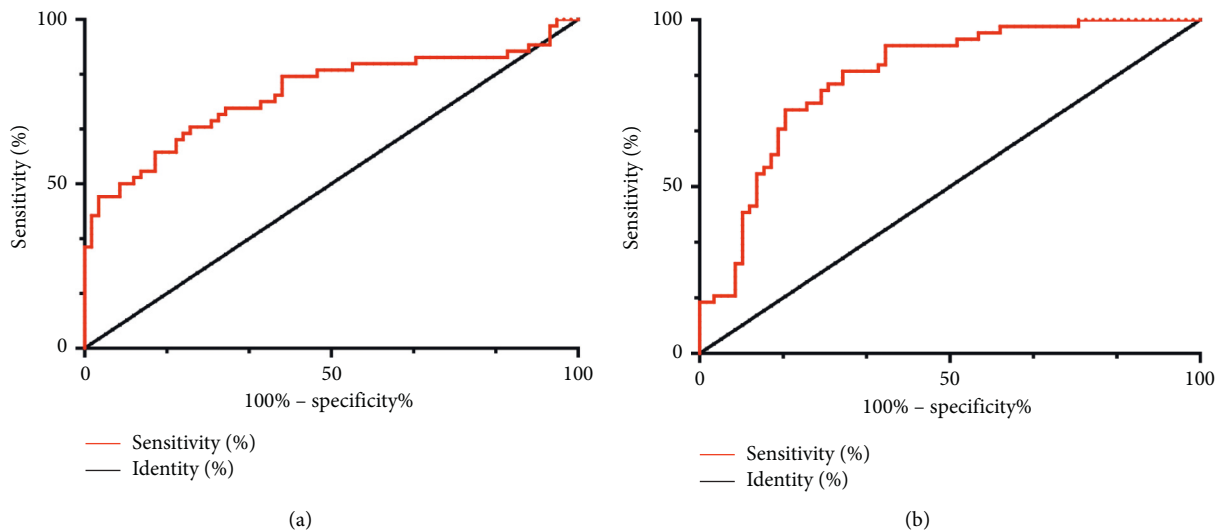 100
50
0
Sensitivity (%)
0
50
100
100% – specificity%
Sensitivity (%)
Identity (%)
(a)
100
50
0
Sensitivity (%)
0
50
100
100% – specificity%
Sensitivity (%)
Identity (%)
(b)